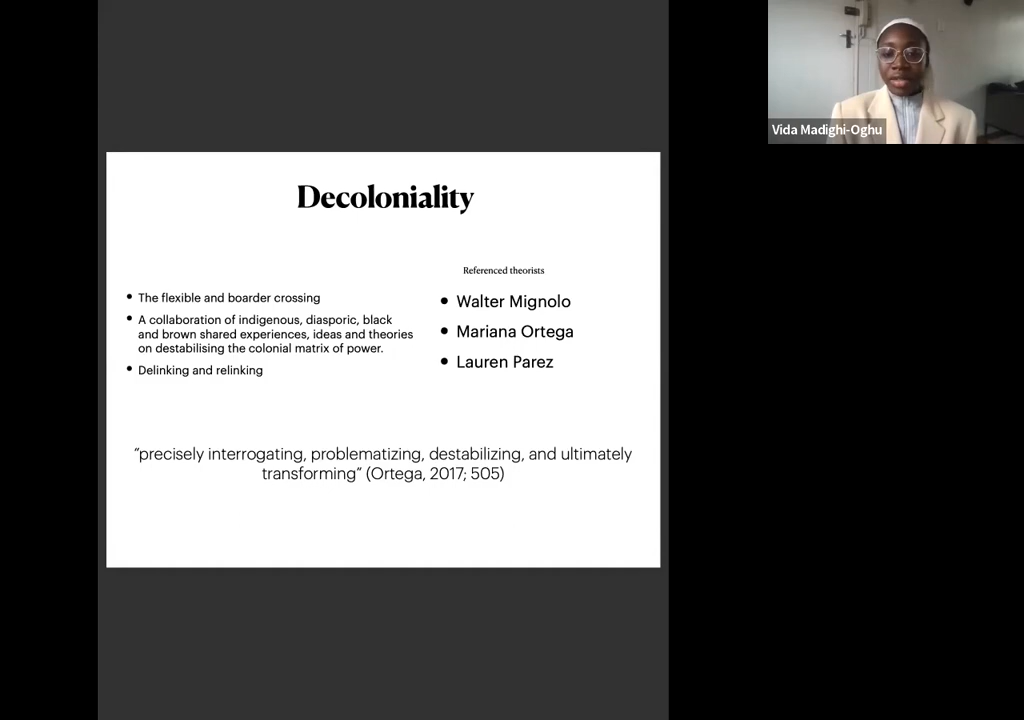 Decoloniality
The flexible and boarder crossing
A collaboration of indigenous, diasporic, black
and brown shared experiences, ideas and theories
on destabilising the colonial matrix of power.
Delinking and relinking
Referenced theorists
Walter Mignolo
Mariana Ortega
Lauren Parez
“precisely interrogating, problematizing, destabilizing, and ultimately
transforming” (Ortega, 2017; 505)
Vida Madighi-Oghu